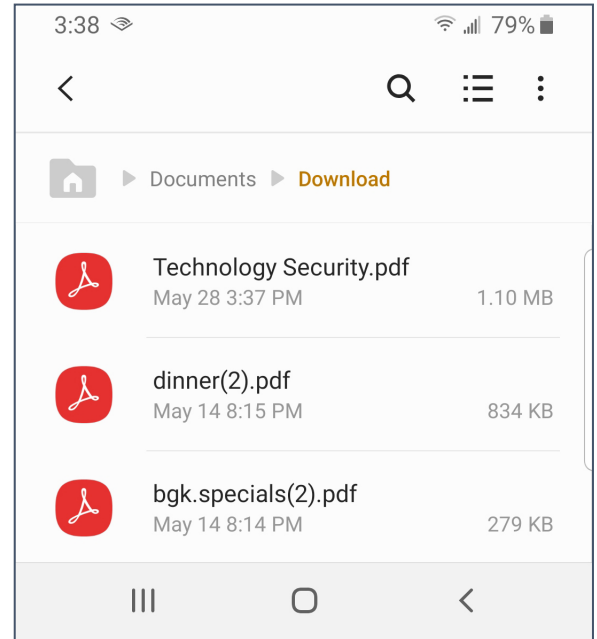 3:38 79%
Documents Download
Technology Security.pdf
May 28 3:37 PM 1.10 MB
dinner(2).pdf
May 14 8:15 PM 834 KB
bgk.specials(2).pdf
May 14 8:14 PM 279 KB